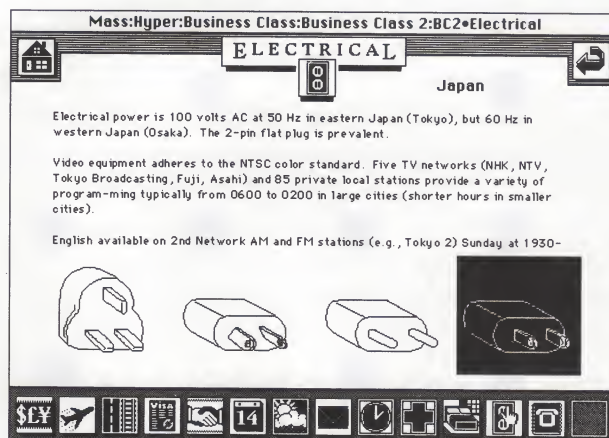 Mass:Hyper:Business Class:Business Class 2:BC2•Electrical
ELECTRICAL
Japan
Electrical power is 100 volts AC at 50 Hz in eastern Japan (Tokyo), but 60 Hz in
western Japan (Osaka). The 2-pin flat plug is prevalent.
Video equipment adheres to the NTSC color standard. Five TV networks (NHK, NTV,
Tokyo Broadcasting, Fuji, Asahi) and 85 private local stations provide a variety of
program-ming typically from 0600 to 0200 in large cities (shorter hours in smaller
cities).
English available on 2nd Network AM and FM stations (e.g., Tokyo 2) Sunday at 1930-
$£¥
VISA
14